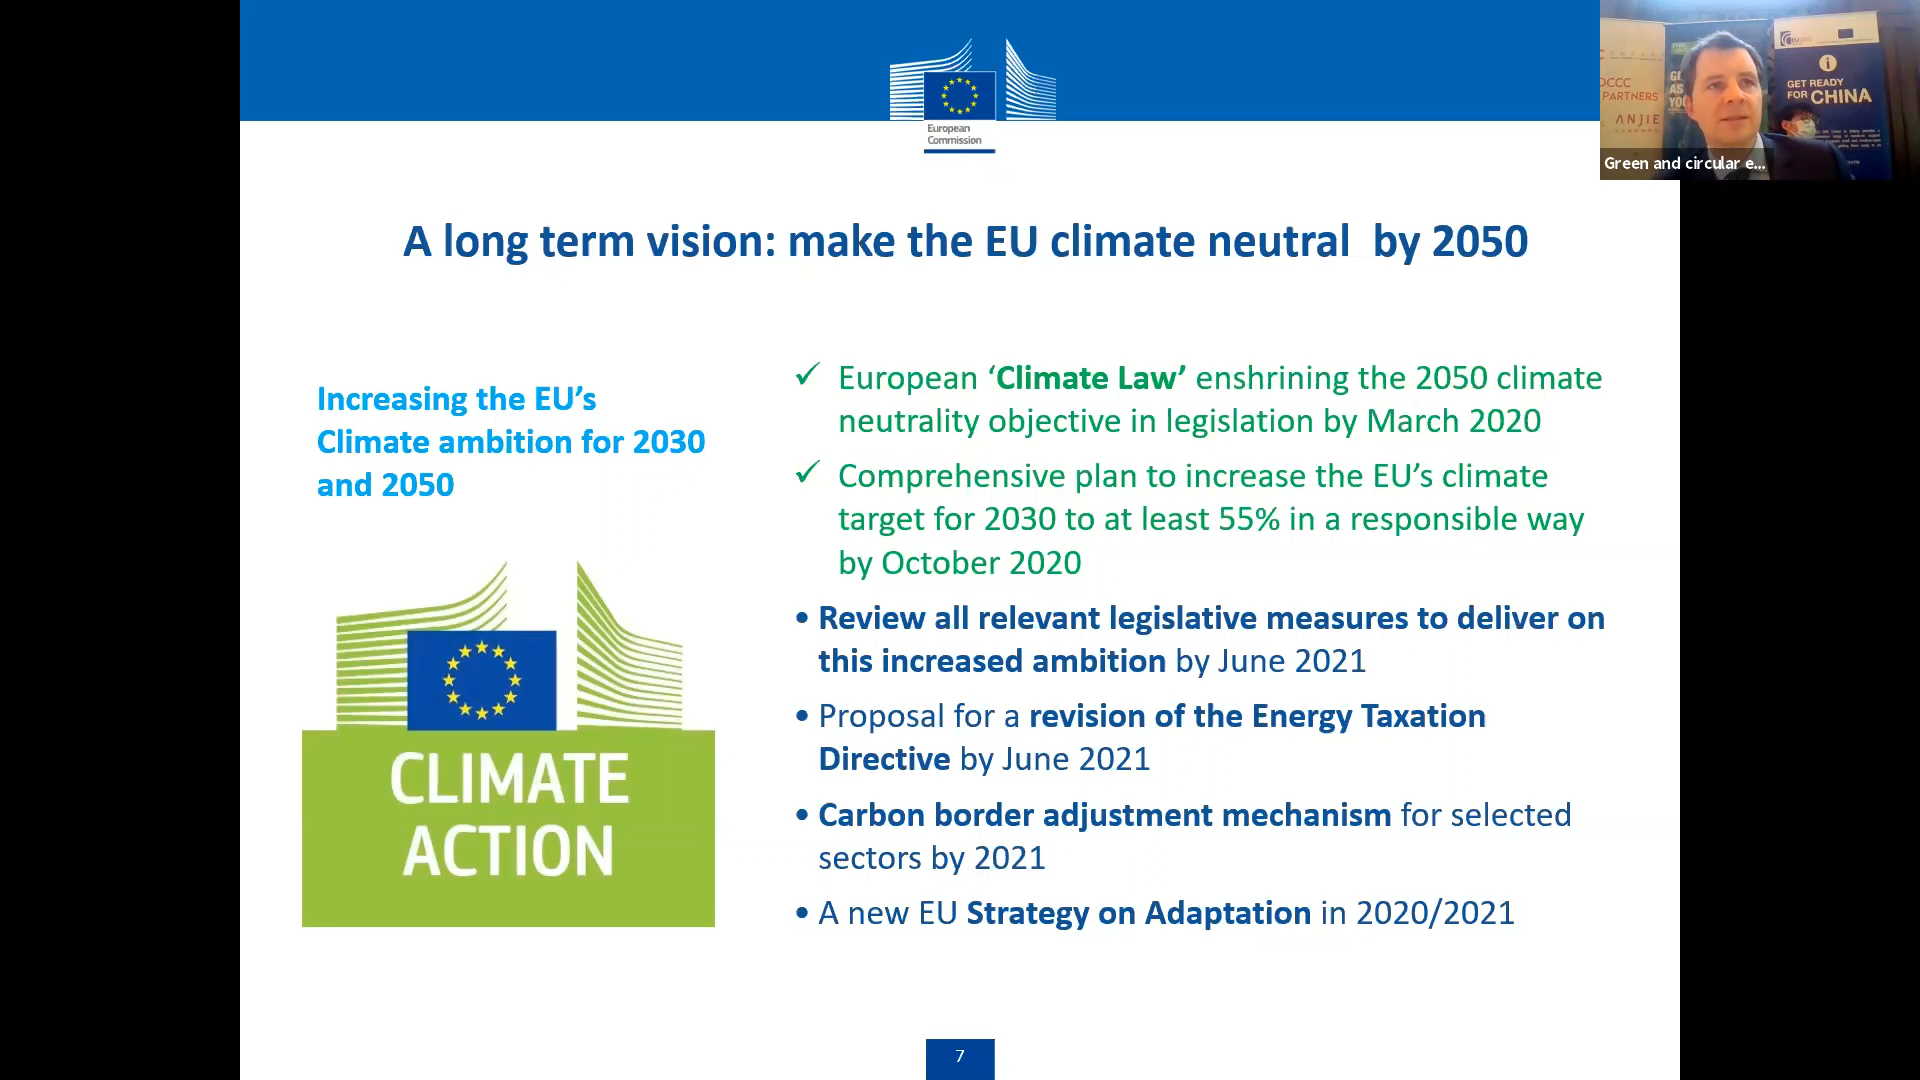 European
Commission
A long term vision: make the EU climate neutral by 2050
Increasing the EU’s
Climate ambition for 2030
and 2050
CLIMATE
ACTION
✓ European ‘Climate Law’ enshrining the 2050 climate
neutrality objective in legislation by March 2020
✓ Comprehensive plan to increase the EU’s climate
target for 2030 to at least 55% in a responsible way
by October 2020
• Review all relevant legislative measures to deliver on
this increased ambition by June 2021
• Proposal for a revision of the Energy Taxation
Directive by June 2021
• Carbon border adjustment mechanism for selected
sectors by 2021
• A new EU Strategy on Adaptation in 2020/2021
7
PARTNERS
ANJIE
GET READY
FOR CHINA
Green and circular e...